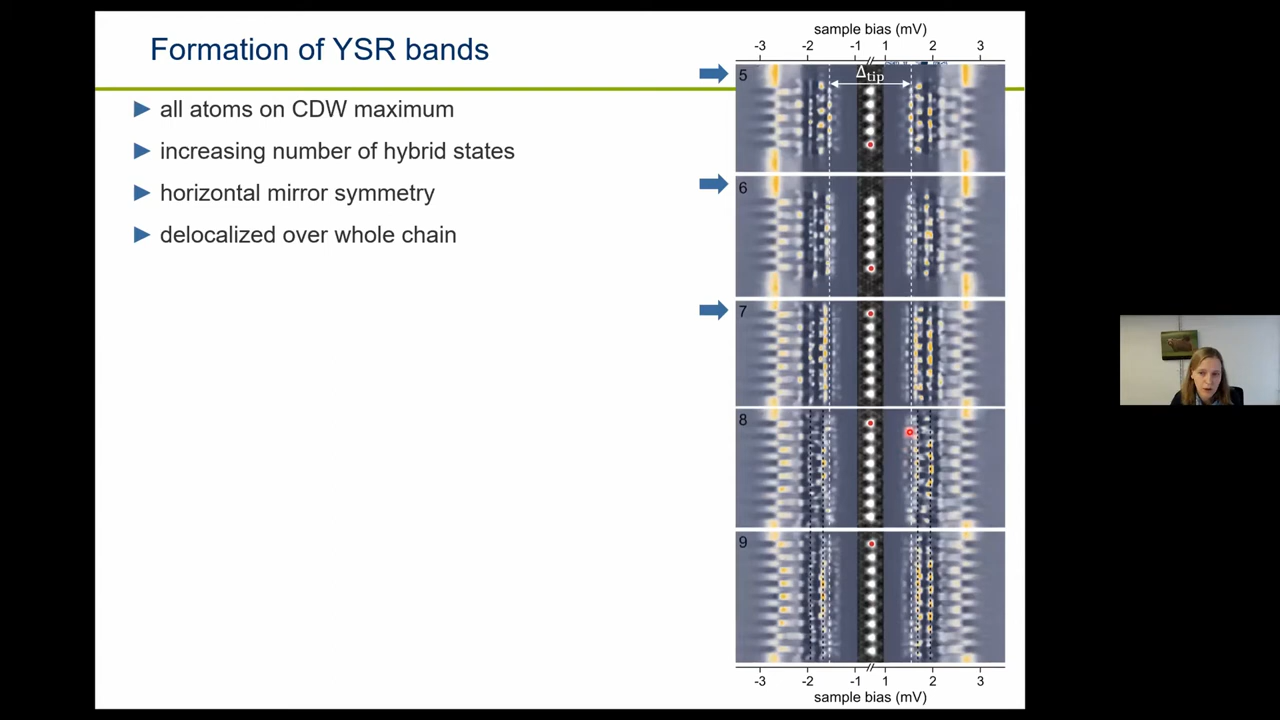 Formation of YSR bands
all atoms on CDW maximum
increasing number of hybrid states
horizontal mirror symmetry
delocalized over whole chain
sample bias (mV)
-3 -2 -1 1 2 3
5
Δtip
6
7
8
9
-3 -2 -1 1 2 3
sample bias (mV)